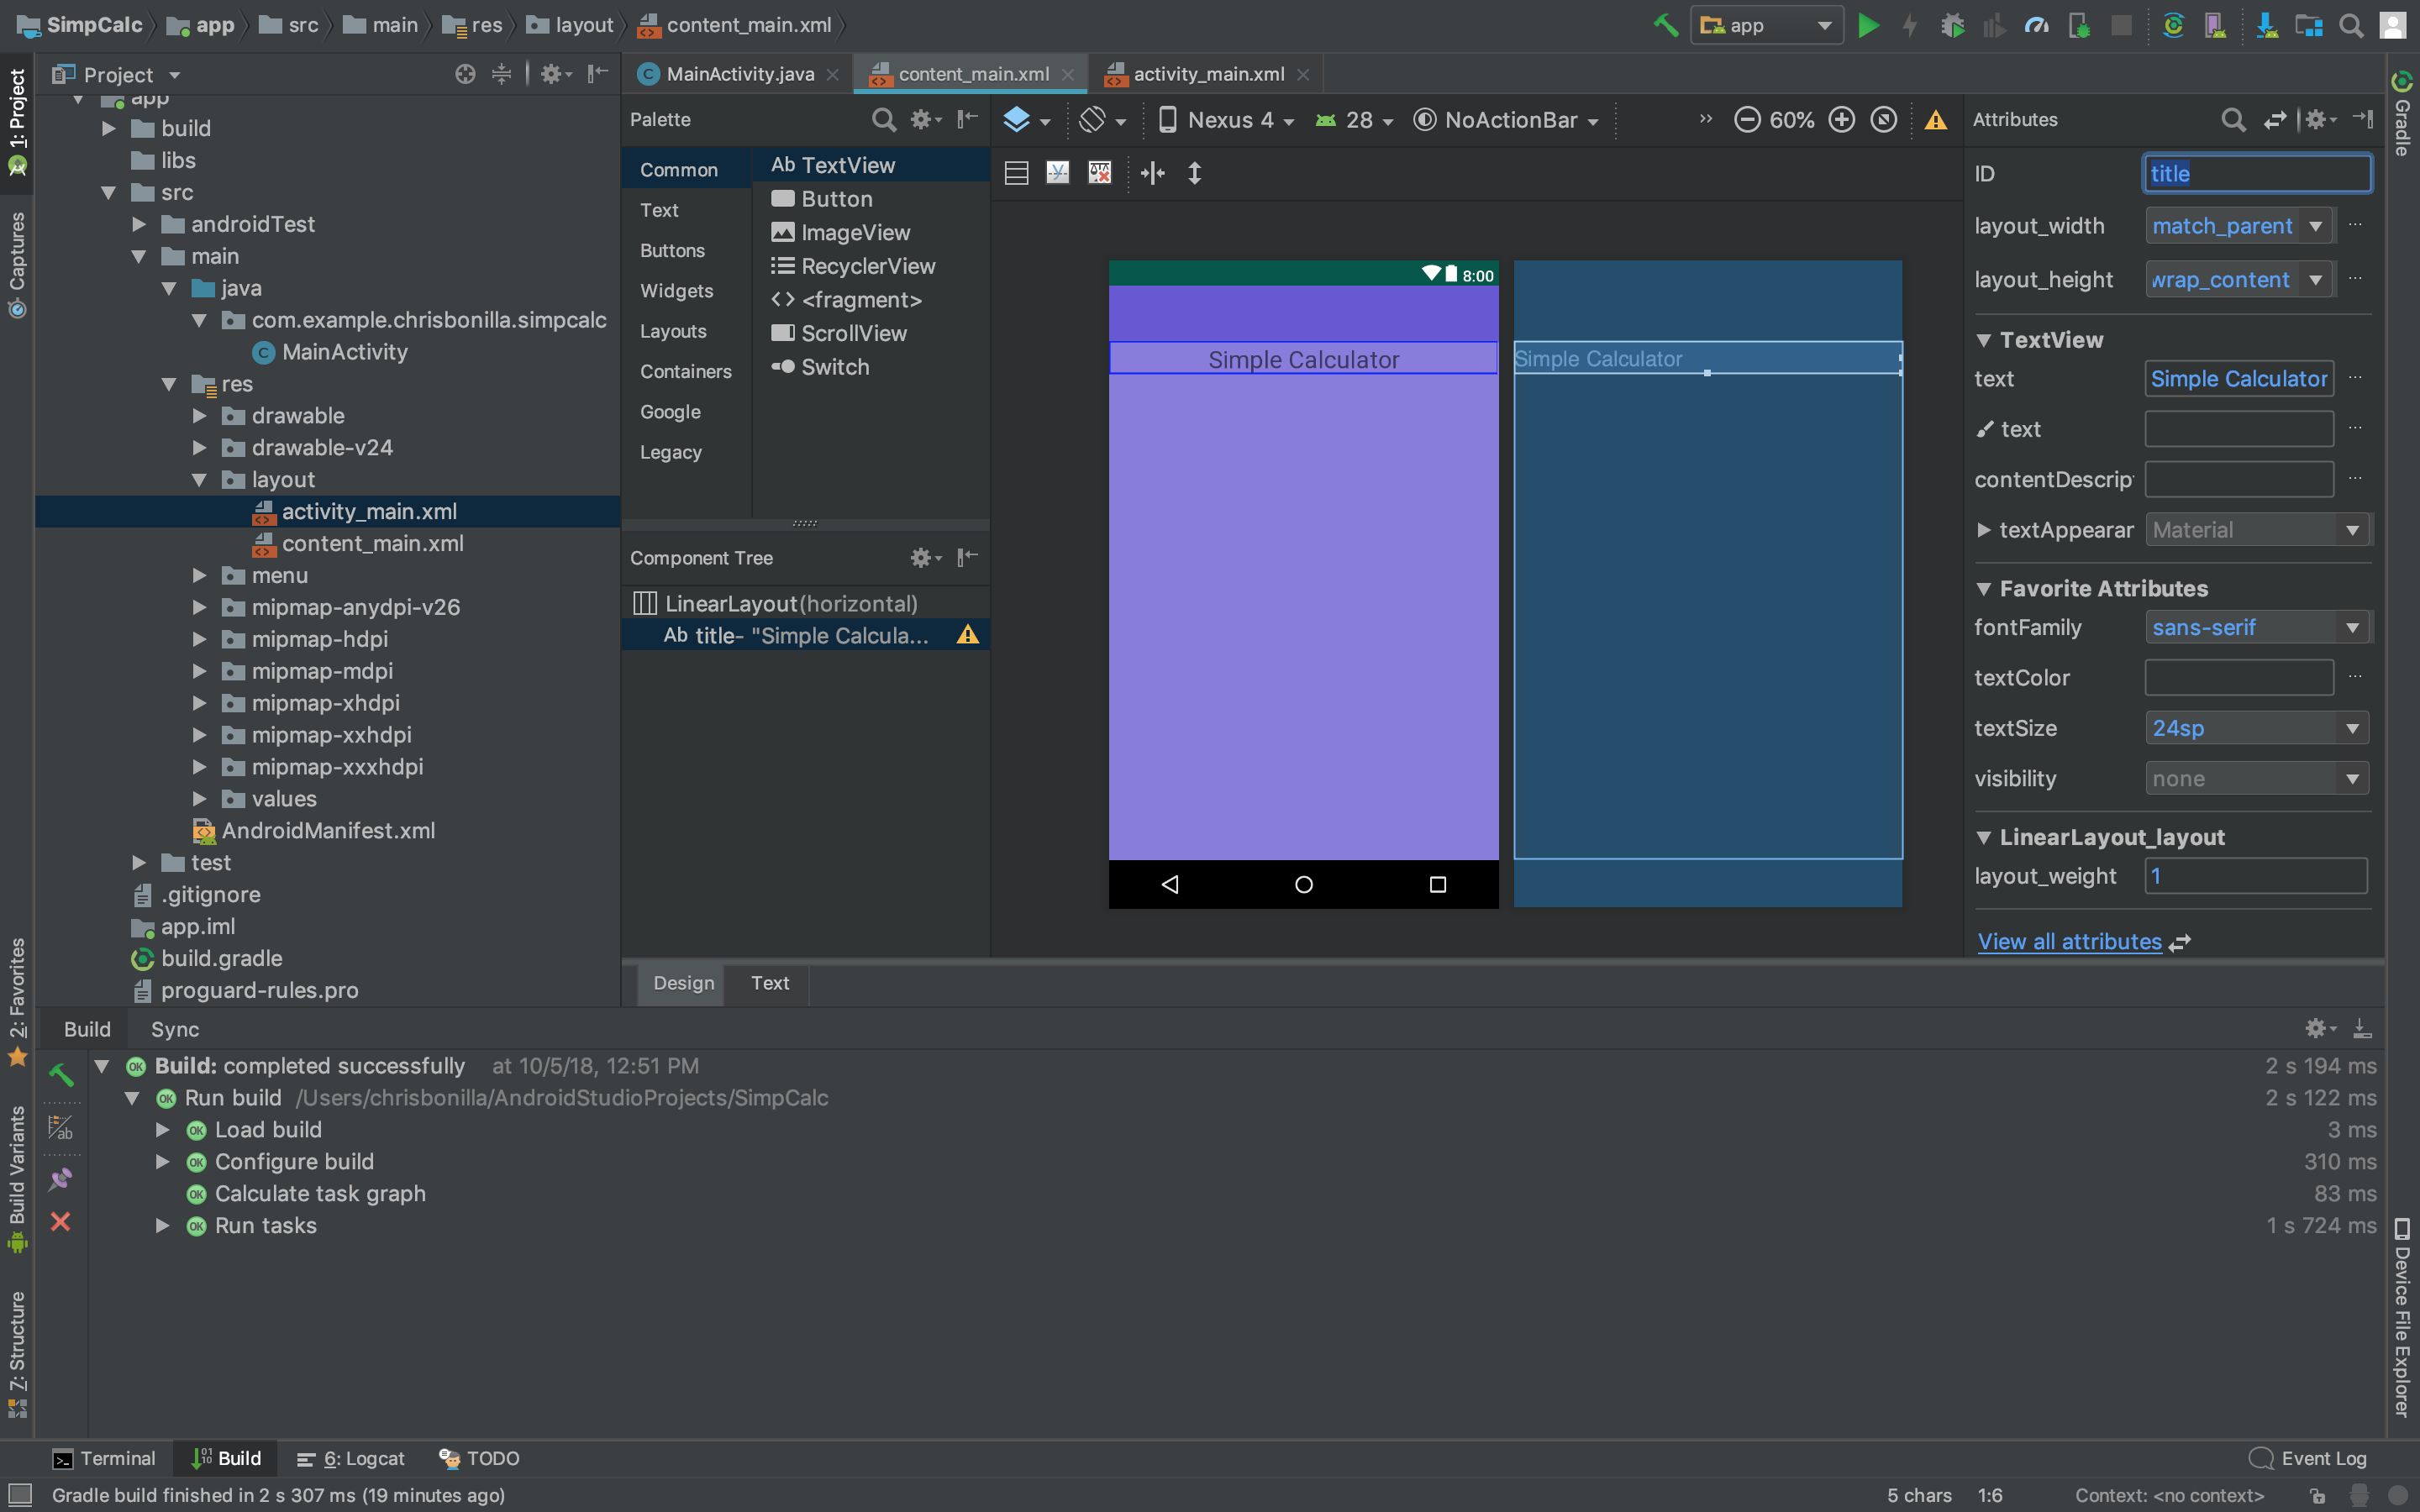 SimpCalc app src main res layout content_main.xml
app
1: Project
Captures
2: Favorites
Build Variants
Z: Structure
Project
app
build
libs
src
androidTest
main
java
com.example.chrisbonilla.simpcalc
MainActivity
res
drawable
drawable-v24
layout
activity_main.xml
content_main.xml
menu
mipmap-anydpi-v26
mipmap-hdpi
mipmap-mdpi
mipmap-xhdpi
mipmap-xxhdpi
mipmap-xxxhdpi
values
AndroidManifest.xml
test
.gitignore
app.iml
build.gradle
proguard-rules.pro
MainActivity.java content_main.xml activity_main.xml
Palette
Common
Text
Buttons
Widgets
Layouts
Containers
Google
Legacy
Ab TextView
Button
ImageView
RecyclerView
<fragment>
ScrollView
Switch
Component Tree
LinearLayout(horizontal)
Ab title- "Simple Calcula...
Nexus 4 28 NoActionBar » 60%
8:00
Simple Calculator
Simple Calculator
Attributes
ID title
layout_width match_parent ...
layout_height wrap_content ...
TextView
text Simple Calculator ...
text ...
contentDescrip ...
textAppearar Material
Favorite Attributes
fontFamily sans-serif
textColor ...
textSize 24sp
visibility none
LinearLayout_layout
layout_weight 1
View all attributes
Gradle
Device File Explorer
Design Text
Build Sync
OK Build: completed successfully at 10/5/18, 12:51 PM 2 s 194 ms
OK Run build /Users/chrisbonilla/AndroidStudioProjects/SimpCalc 2 s 122 ms
OK Load build 3 ms
OK Configure build 310 ms
OK Calculate task graph 83 ms
OK Run tasks 1 s 724 ms
ab
Terminal Build 6: Logcat TODO Event Log
Gradle build finished in 2 s 307 ms (19 minutes ago) 5 chars 1:6 Context: <no context>